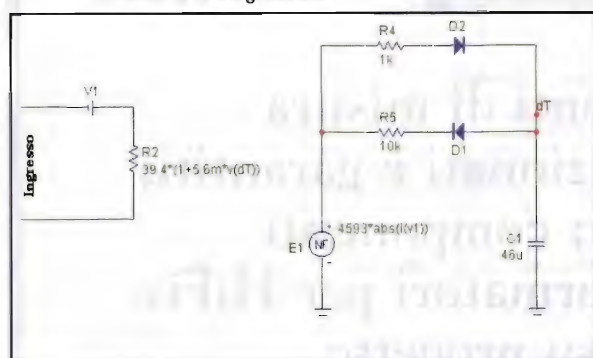 V1
Ingresso
R2
39.4*(1+5.6m*v(dT))
R4
1k
D2
dT
R5
10k
D1
E1
NF
+
4593*abs(i(v1))
-
C1
46u